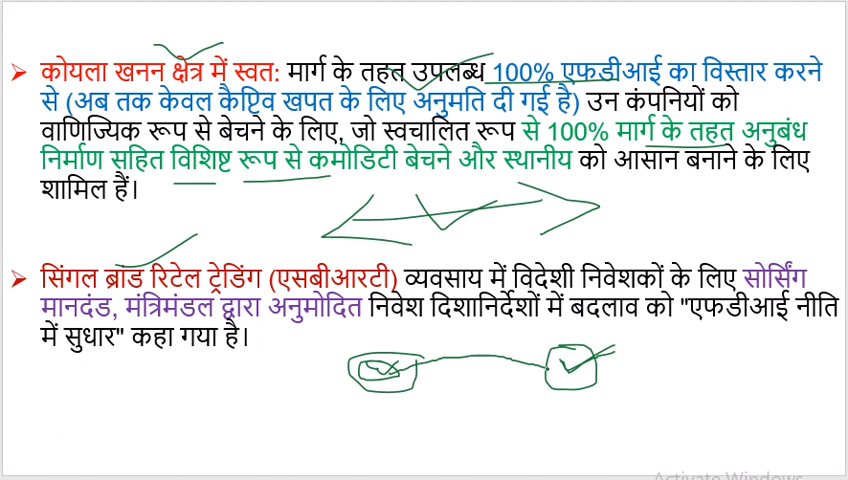 ➤ कोयला खनन क्षेत्र में स्वत: मार्ग के तहत उपलब्ध 100% एफडीआई का विस्तार करने
से (अब तक केवल कैप्टिव खपत के लिए अनुमति दी गई है) उन कंपनियों को
वाणिज्यिक रूप से बेचने के लिए, जो स्वचालित रूप से 100% मार्ग के तहत अनुबंध
निर्माण सहित विशिष्ट रूप से कमोडिटी बेचने और स्थानीय को आसान बनाने के लिए
शामिल हैं।
➤ सिंगल ब्रांड रिटेल ट्रेडिंग (एसबीआरटी) व्यवसाय में विदेशी निवेशकों के लिए सोर्सिंग
मानदंड, मंत्रिमंडल द्वारा अनुमोदित निवेश दिशानिर्देशों में बदलाव को "एफडीआई नीति
में सुधार" कहा गया है।
Activate Windows